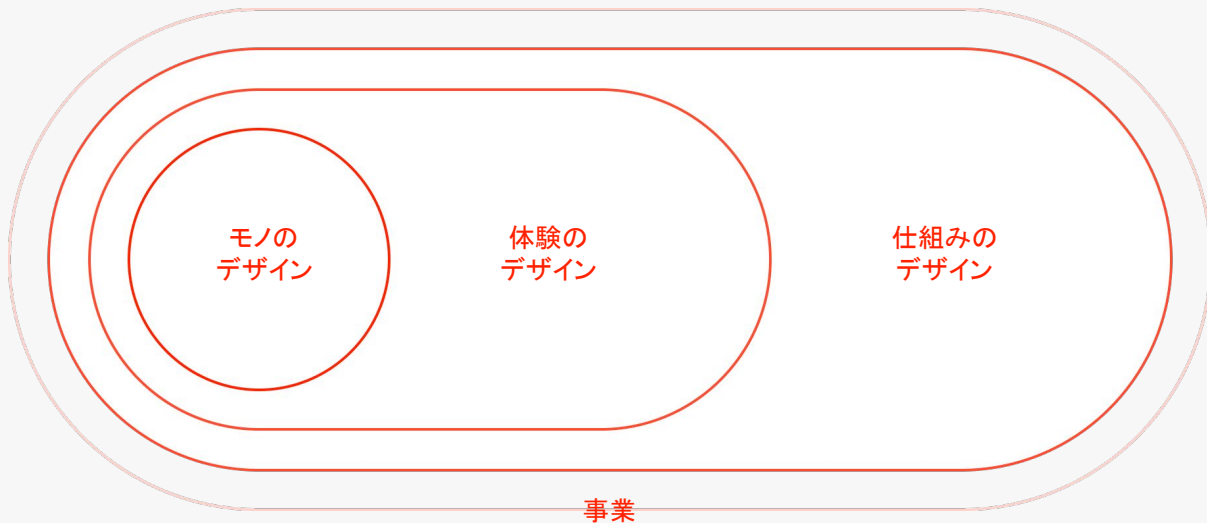 モノの
デザイン
体験の
デザイン
仕組みの
デザイン
事業